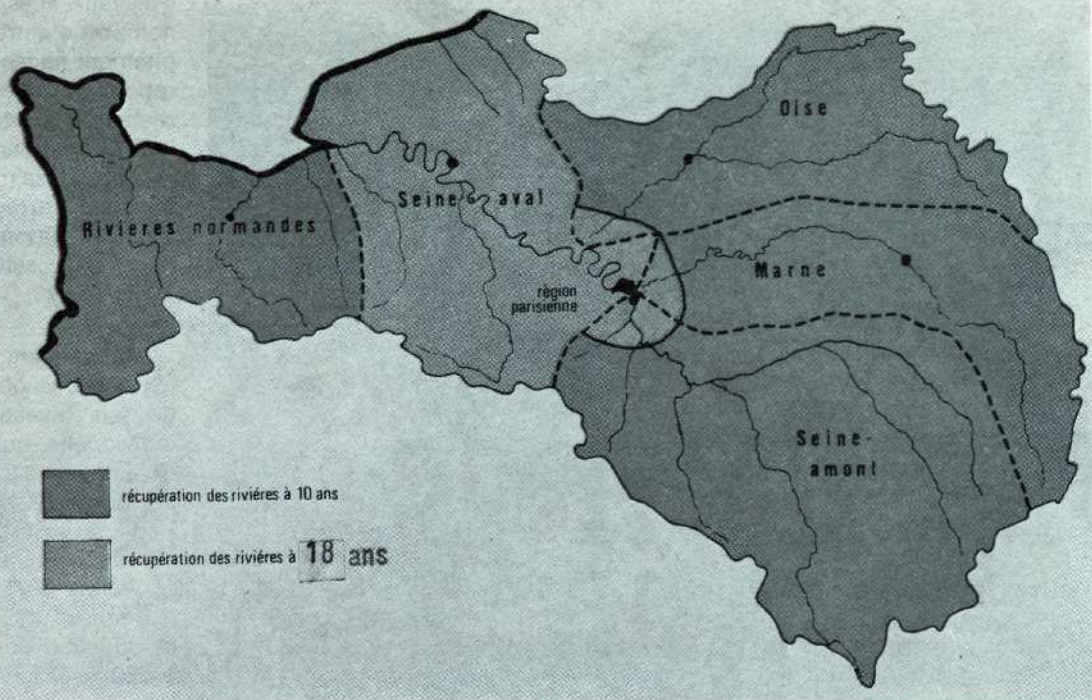 Oise
Rivières normandes
Seine aval
Marne
région
parisienne
Seine-
amont
récupération des riviéres à 10 ans
récupération des riviéres à 18 ans